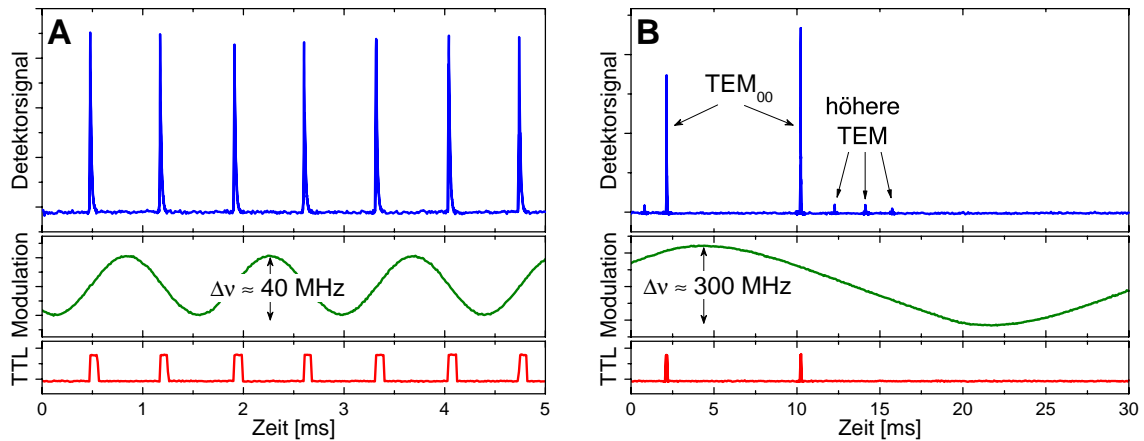 A
Detektorsignal
Modulation
Δν ≈ 40 MHz
TTL
0 1 2 3 4 5
Zeit [ms]
B
Detektorsignal
TEM₀₀
höhere
TEM
Modulation
Δν ≈ 300 MHz
TTL
0 5 10 15 20 25 30
Zeit [ms]